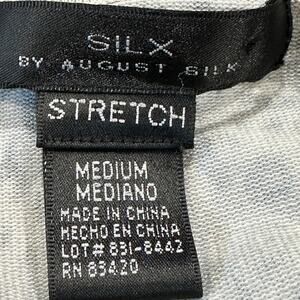 SILX
BY AUGUST SILK
STRETCH
MEDIUM
MEDIANO
MADE IN CHINA
HECHO EN CHINA
LOT# 831-8442
RN 83420